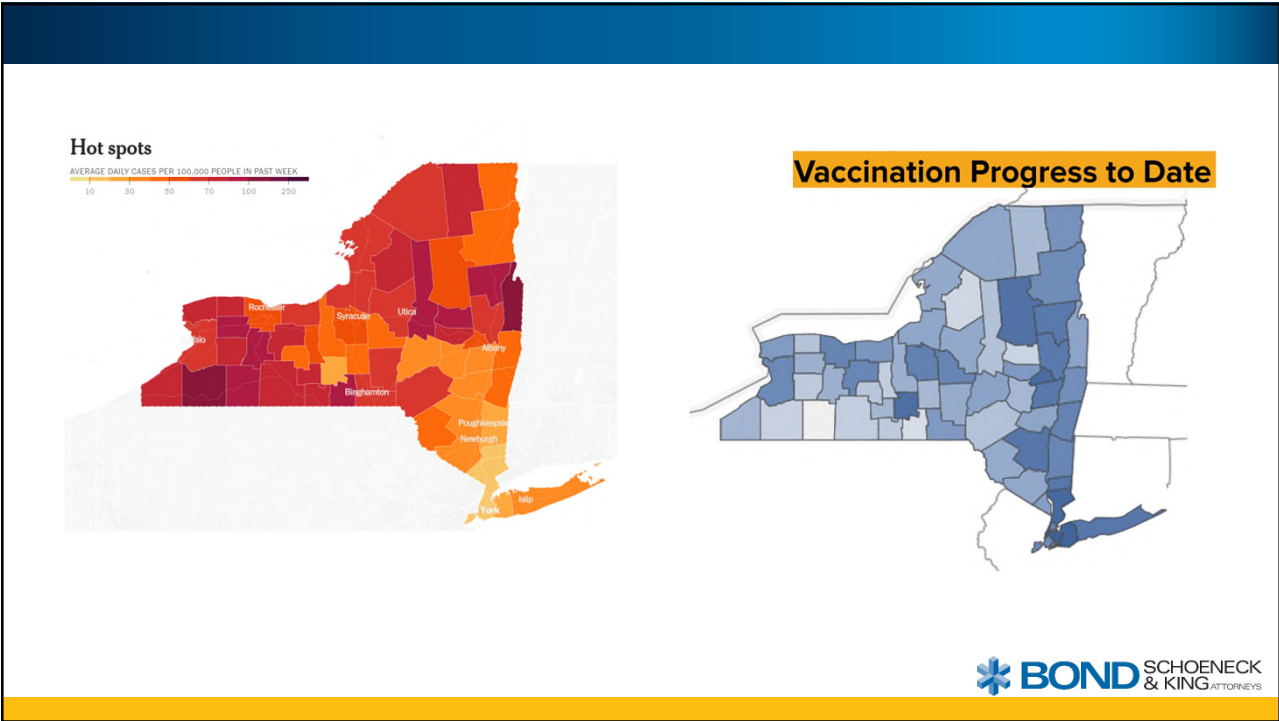 Hot spots
AVERAGE DAILY CASES PER 100,000 PEOPLE IN PAST WEEK
10 30 50 70 100 250
Rochester
Syracuse
Utica
alo
Albany
Binghamton
Poughkeepsie
Newburgh
Islip
York
Vaccination Progress to Date
BOND SCHOENECK
& KING ATTORNEYS